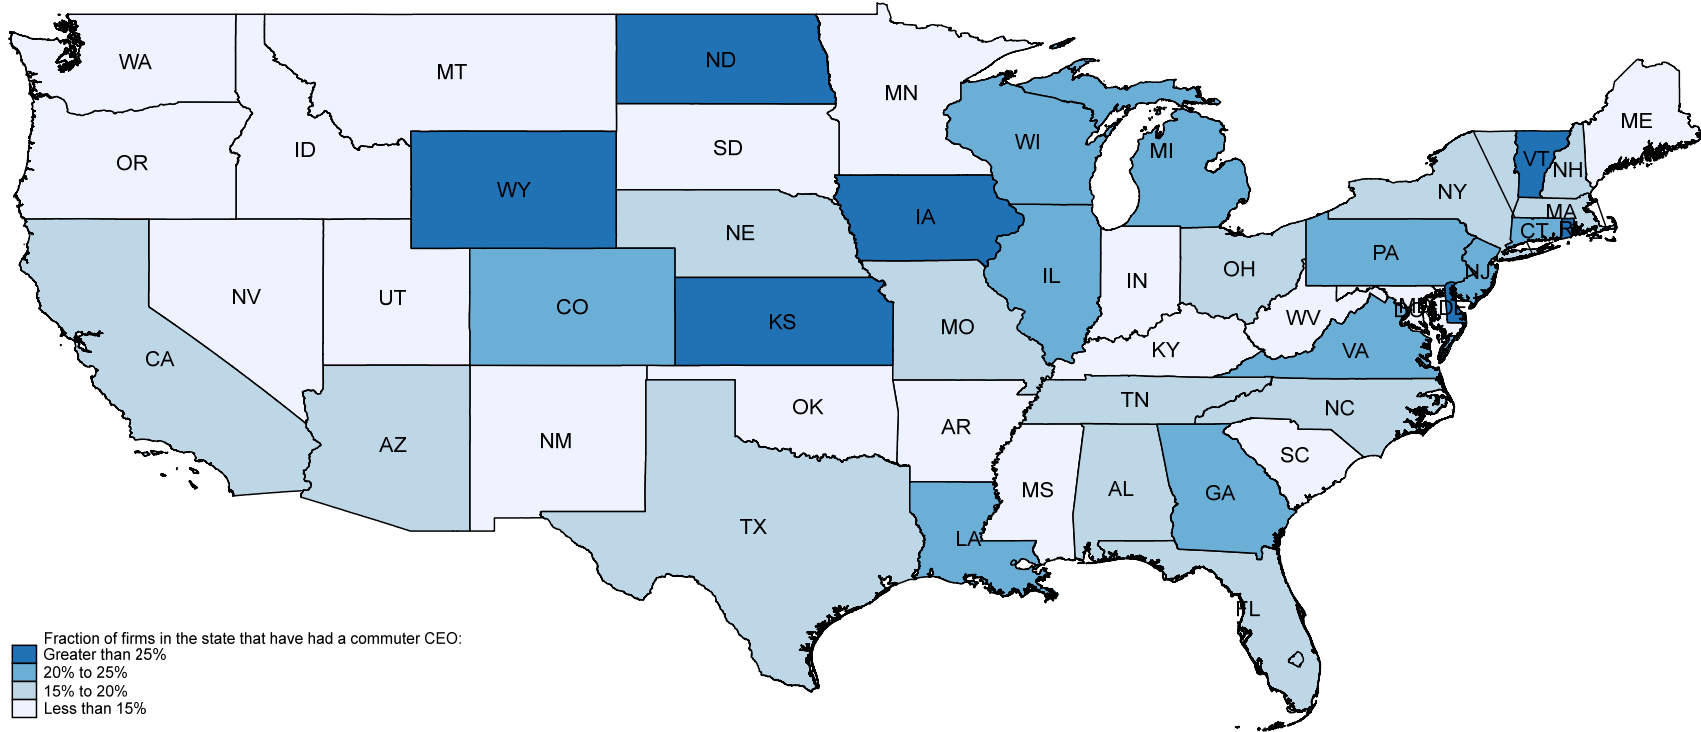 WA
MT
ND
MN
ME
OR
ID
SD
WI
MI
VT
NH
WY
NY
MA
NE
IA
CT
RI
PA
NV
UT
CO
KS
IL
IN
OH
NJ
MD
DE
DC
WV
VA
CA
MO
KY
AZ
NM
OK
AR
TN
NC
SC
TX
LA
MS
AL
GA
FL
Fraction of firms in the state that have had a commuter CEO:
Greater than 25%
20% to 25%
15% to 20%
Less than 15%